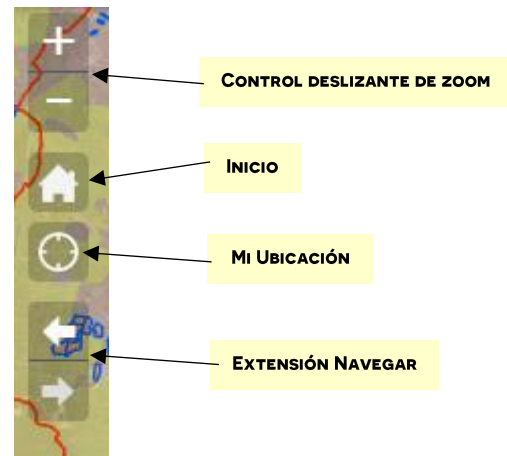 Control deslizante de zoom
Inicio
Mi Ubicación
Extensión Navegar